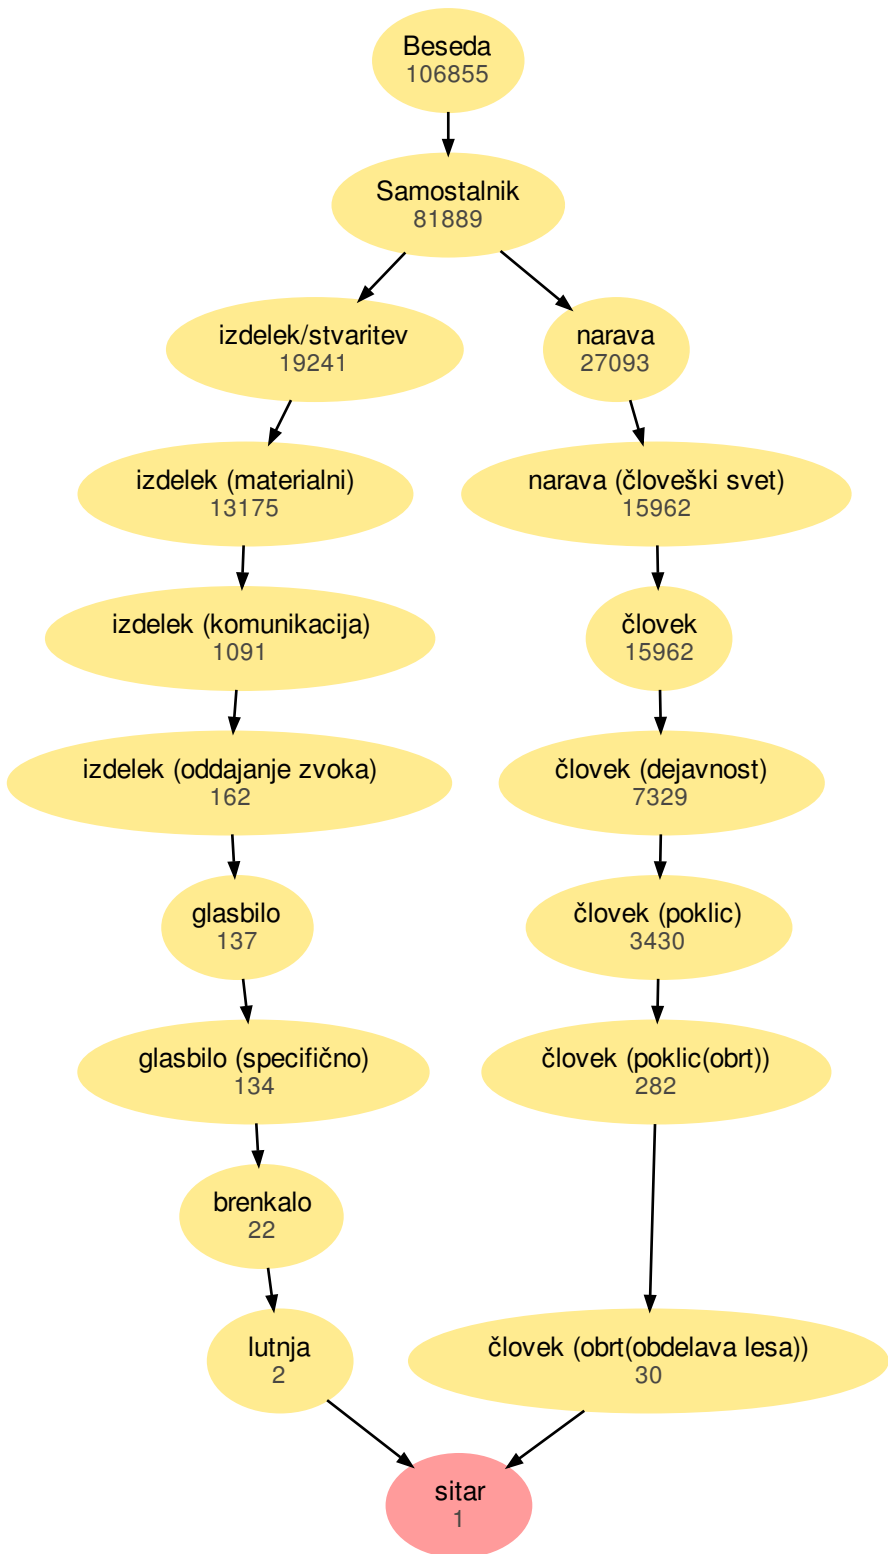 Beseda
106855
Samostalnik
81889
izdelek/stvaritev
19241
narava
27093
izdelek (materialni)
13175
narava (človeški svet)
15962
izdelek (komunikacija)
1091
človek
15962
izdelek (oddajanje zvoka)
162
človek (dejavnost)
7329
glasbilo
137
človek (poklic)
3430
glasbilo (specifično)
134
človek (poklic(obrt))
282
brenkalo
22
lutnja
2
človek (obrt(obdelava lesa))
30
sitar
1